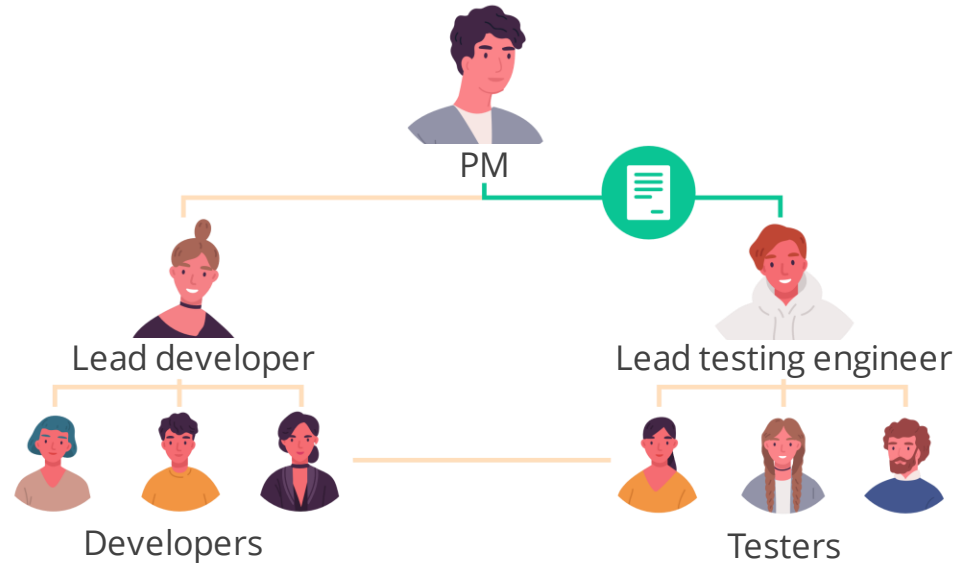 PM
Lead developer
Lead testing engineer
Developers
Testers